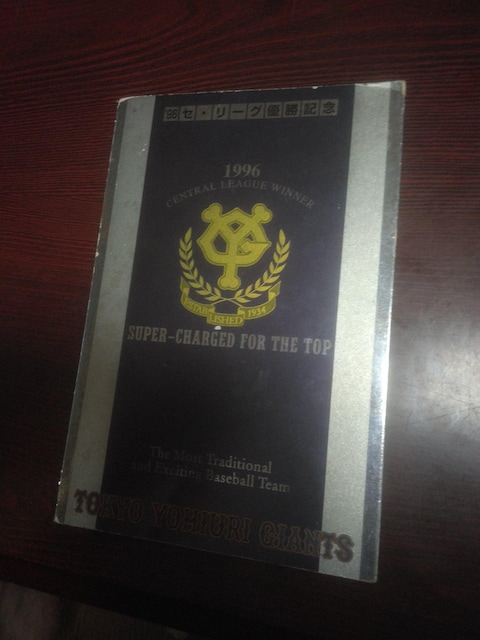 '96セ・リーグ優勝記念
1996
CENTRAL LEAGUE WINNER
YG
ESTABLISHED 1934
SUPER-CHARGED FOR THE TOP
The Most Traditional
and Exciting Baseball Team
TOKYO YOMIURI GIANTS